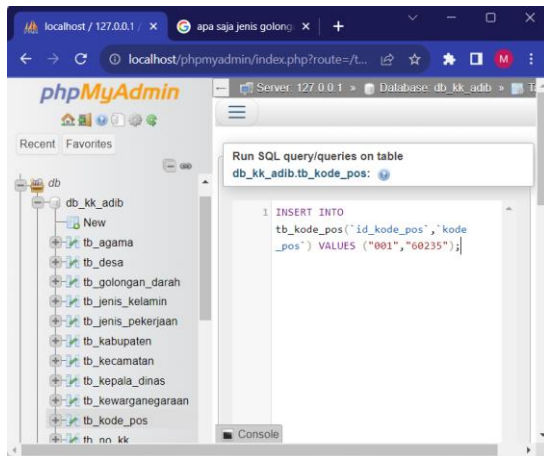 localhost / 127.0.0.1 /
apa saja jenis golong
localhost/phpmyadmin/index.php?route=/t...
M
phpMyAdmin
Server: 127.0.0.1 » Database: db_kk_adib »
Recent Favorites
Run SQL query/queries on table
db_kk_adib.tb_kode_pos:
db
db_kk_adib
New
tb_agama
tb_desa
tb_golongan_darah
tb_jenis_kelamin
tb_jenis_pekerjaan
tb_kabupaten
tb_kecamatan
tb_kepala_dinas
tb_kewarganegaraan
tb_kode_pos
tb_no_kk
1 INSERT INTO
tb_kode_pos(`id_kode_pos`,`kode
_pos`) VALUES ("001","60235");
Console